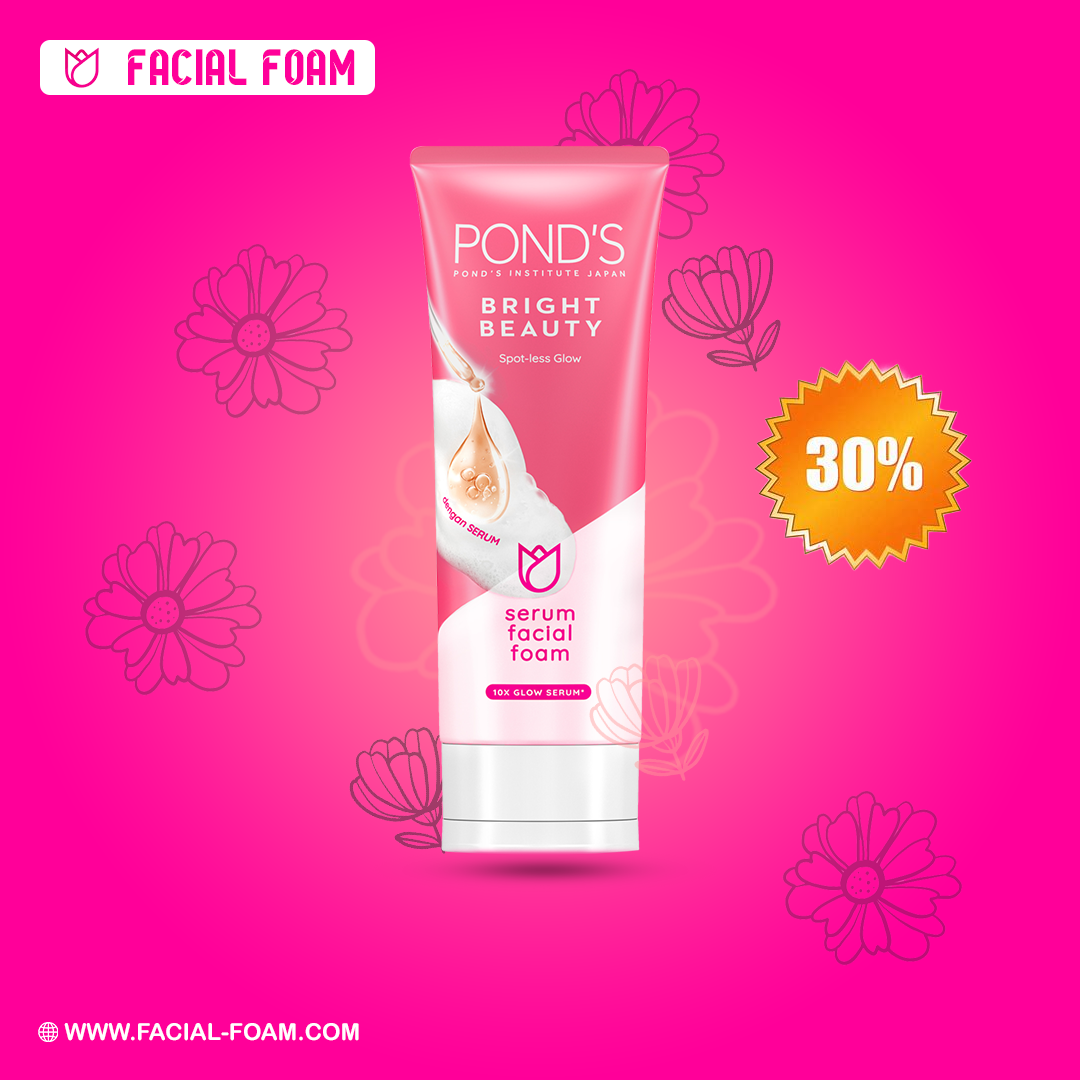 FACIAL FOAM
POND'S
POND'S INSTITUTE JAPAN
BRIGHT
BEAUTY
Spot-less Glow
30%
dengan SERUM
serum
facial
foam
10X GLOW SERUM*
WWW.FACIAL-FOAM.COM